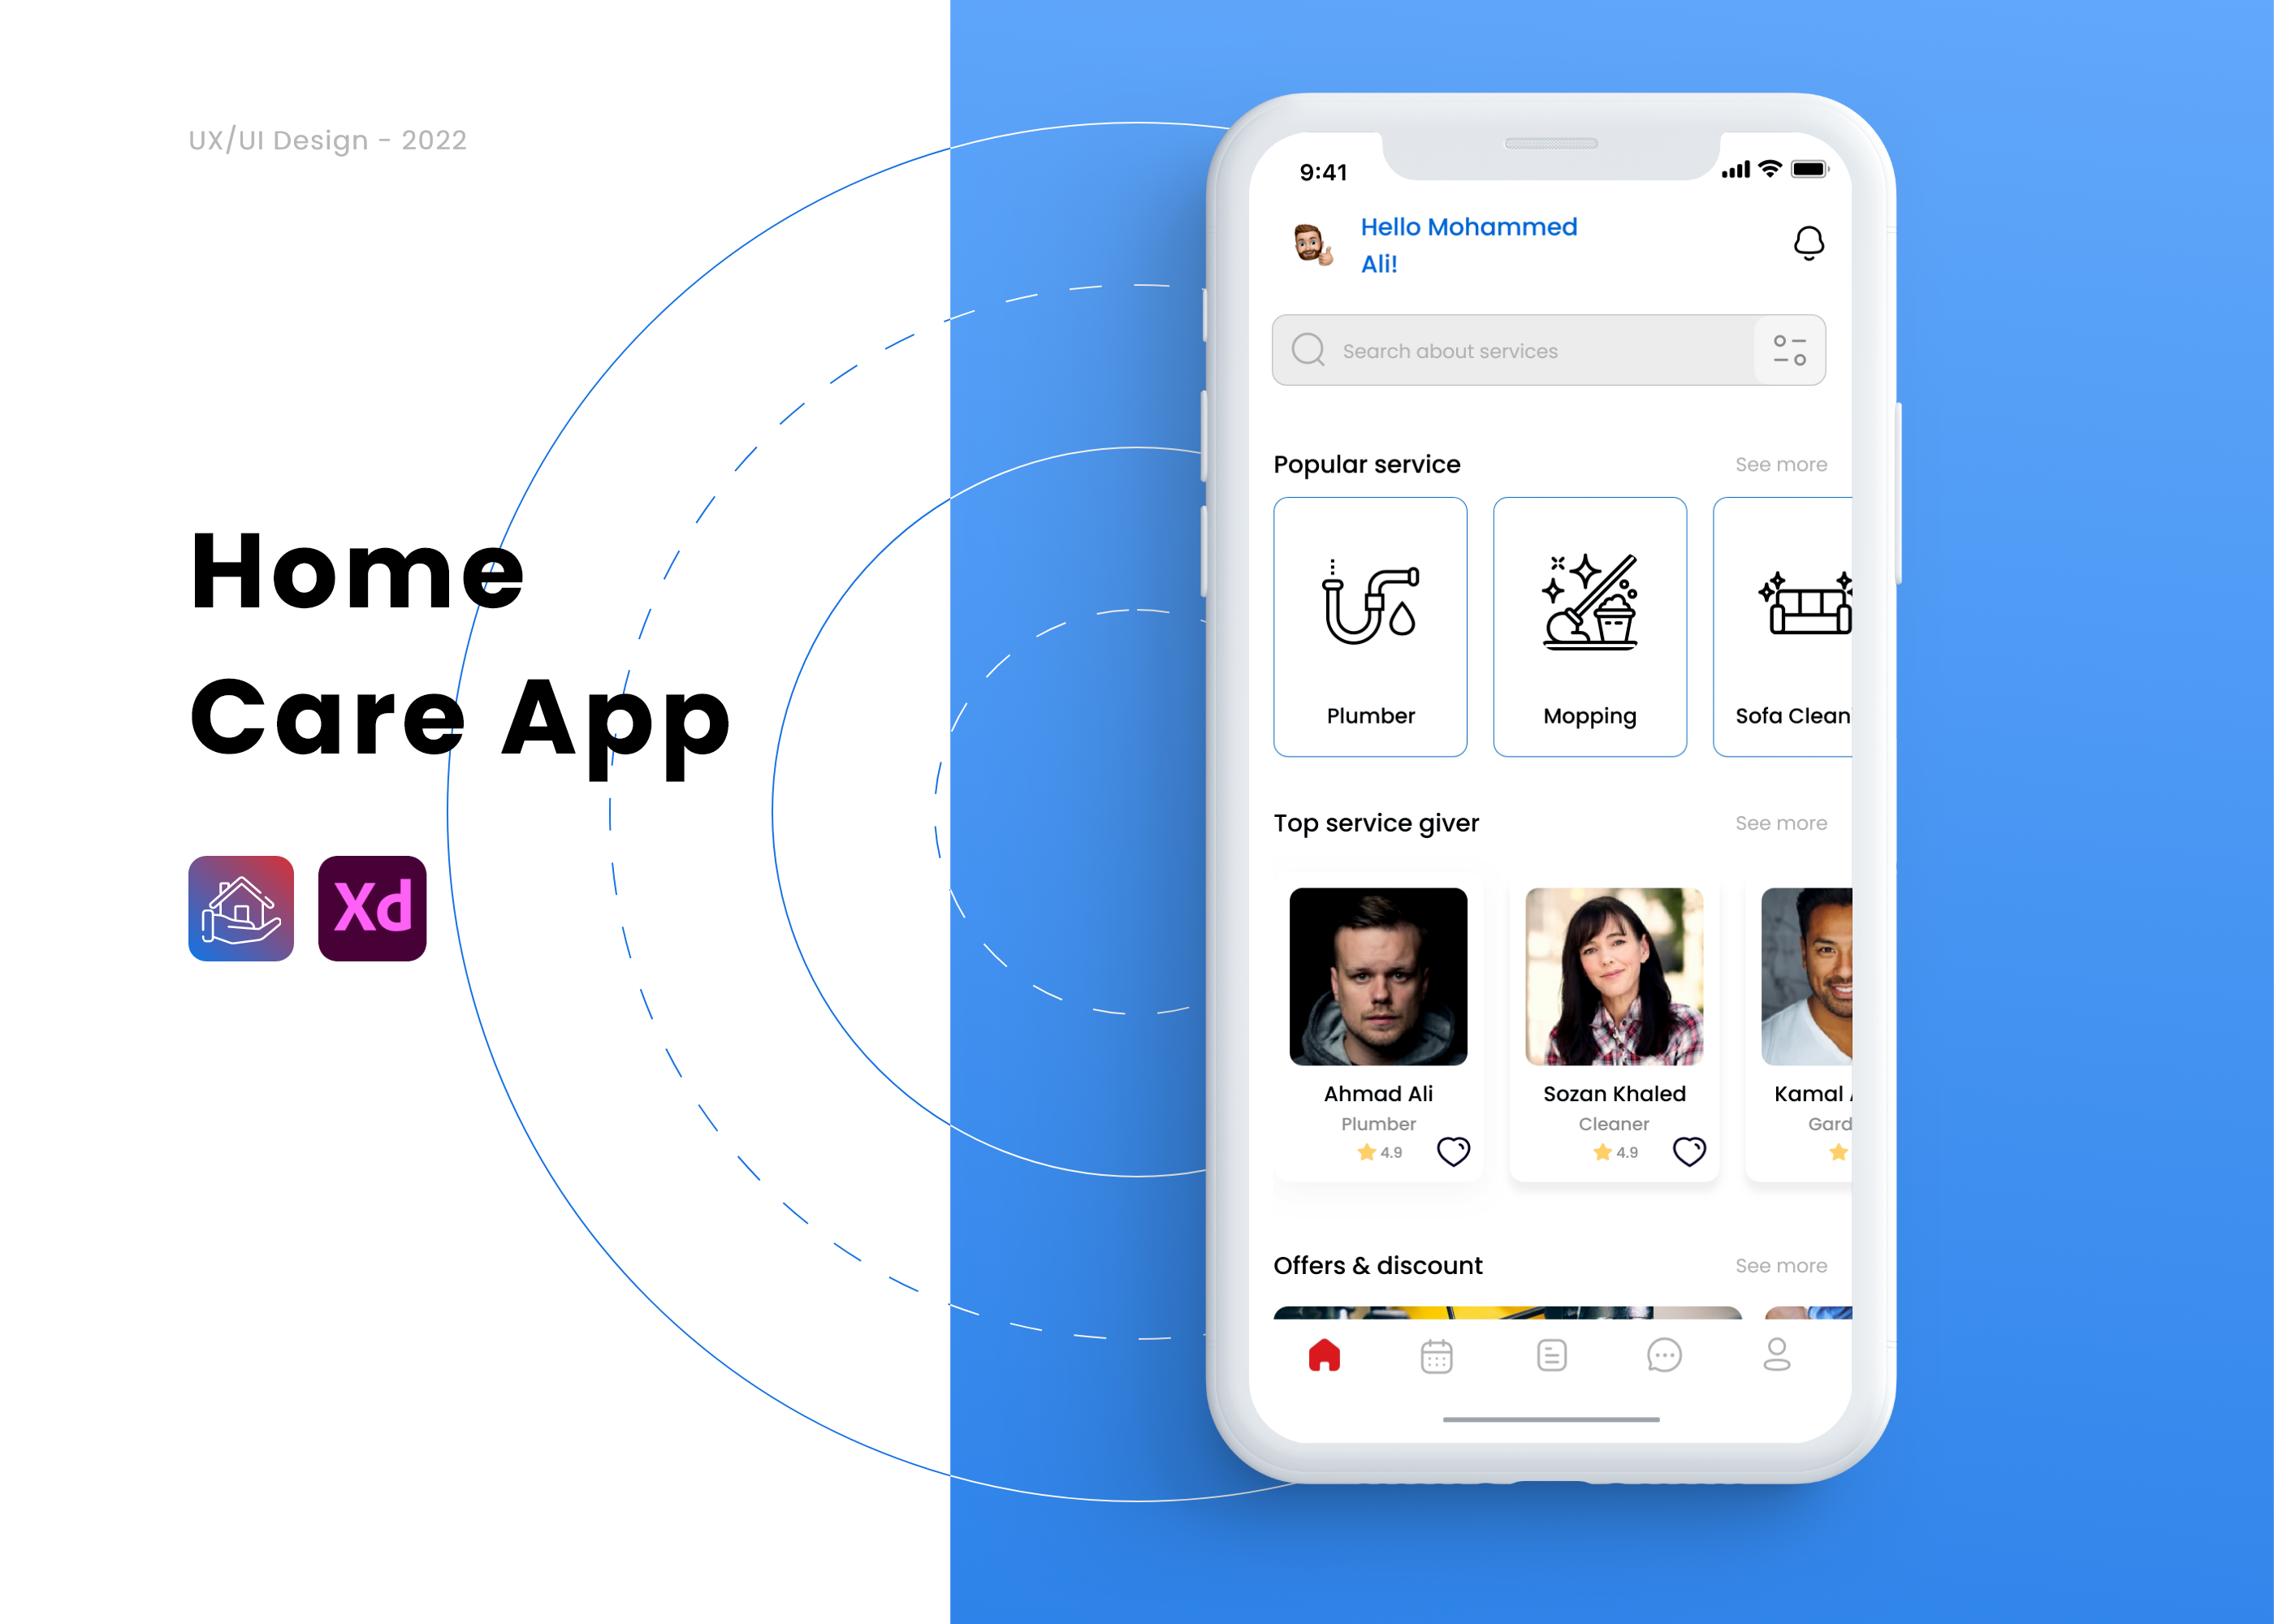 UX/UI Design - 2022
Home
Care App
Xd
9:41
Hello Mohammed
Ali!
Search about services
Popular service
See more
Plumber
Mopping
Sofa Clean
Top service giver
See more
Ahmad Ali
Plumber
4.9
Sozan Khaled
Cleaner
4.9
Kamal
Gard
Offers & discount
See more